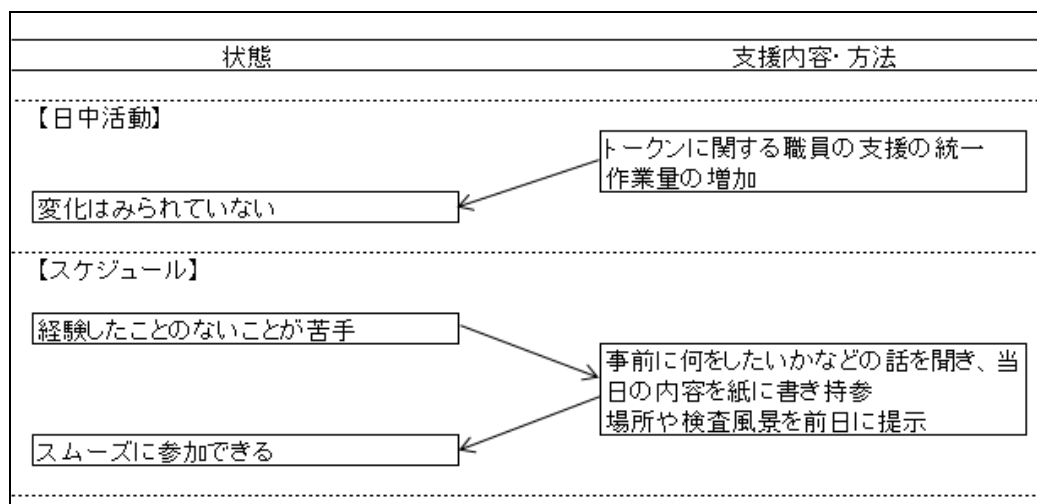 状態 支援内容・方法
【日中活動】
トークンに関する職員の支援の統一
作業量の増加
変化はみられていない
【スケジュール】
経験したことのないことが苦手
事前に何をしたいかなどの話を聞き、当
日の内容を紙に書き持参
場所や検査風景を前日に提示
スムーズに参加できる